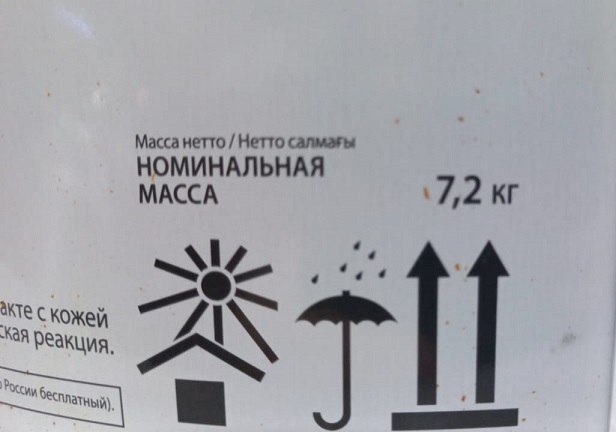 Масса нетто / Нетто салмағы
НОМИНАЛЬНАЯ
МАССА
7,2 кг
акте с кожей
ская реакция.
России бесплатный).